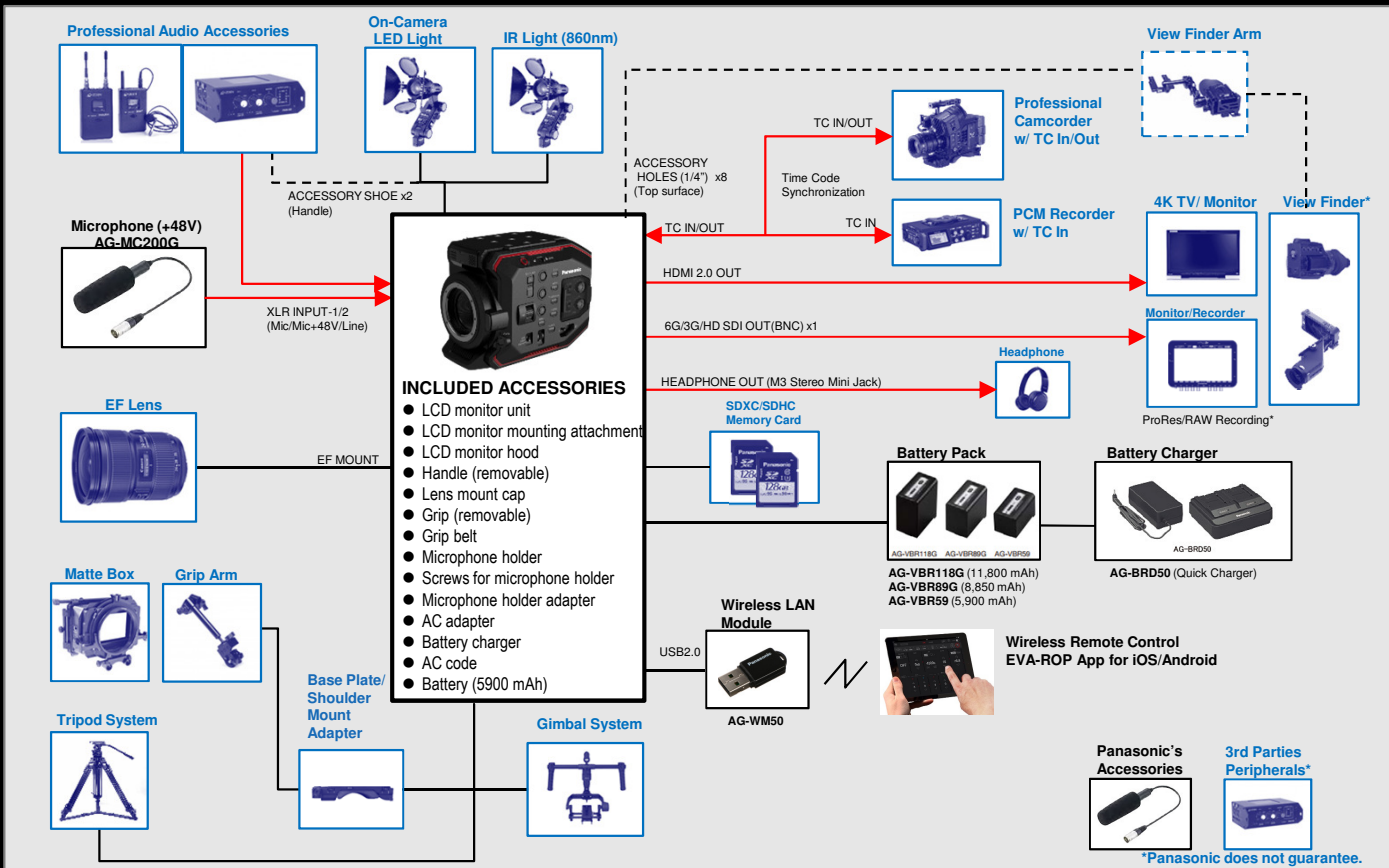 Professional Audio Accessories
On-Camera
LED Light
IR Light (860nm)
View Finder Arm
ACCESSORY SHOE x2
(Handle)
ACCESSORY
HOLES (1/4") x8
(Top surface)
TC IN/OUT
Time Code
Synchronization
Professional
Camcorder
w/ TC In/Out
Microphone (+48V)
AG-MC200G
XLR INPUT-1/2
(Mic/Mic+48V/Line)
TC IN/OUT
TC IN
PCM Recorder
w/ TC In
4K TV/ Monitor
View Finder*
HDMI 2.0 OUT
6G/3G/HD SDI OUT(BNC) x1
Monitor/Recorder
ProRes/RAW Recording*
HEADPHONE OUT (M3 Stereo Mini Jack)
Headphone
Panasonic
INCLUDED ACCESSORIES
● LCD monitor unit
● LCD monitor mounting attachment
● LCD monitor hood
● Handle (removable)
● Lens mount cap
● Grip (removable)
● Grip belt
● Microphone holder
● Screws for microphone holder
● Microphone holder adapter
● AC adapter
● Battery charger
● AC code
● Battery (5900 mAh)
EF Lens
EF MOUNT
SDXC/SDHC
Memory Card
Panasonic
Panasonic
128GB
Battery Pack
AG-VBR118G AG-VBR89G AG-VBR59
AG-VBR118G (11,800 mAh)
AG-VBR89G (8,850 mAh)
AG-VBR59 (5,900 mAh)
Battery Charger
AG-BRD50
AG-BRD50 (Quick Charger)
Matte Box
Grip Arm
Wireless LAN
Module
USB2.0
Panasonic
AG-WM50
Wireless Remote Control
EVA-ROP App for iOS/Android
Base Plate/
Shoulder
Mount
Adapter
Tripod System
Gimbal System
Panasonic's
Accessories
3rd Parties
Peripherals*
*Panasonic does not guarantee.